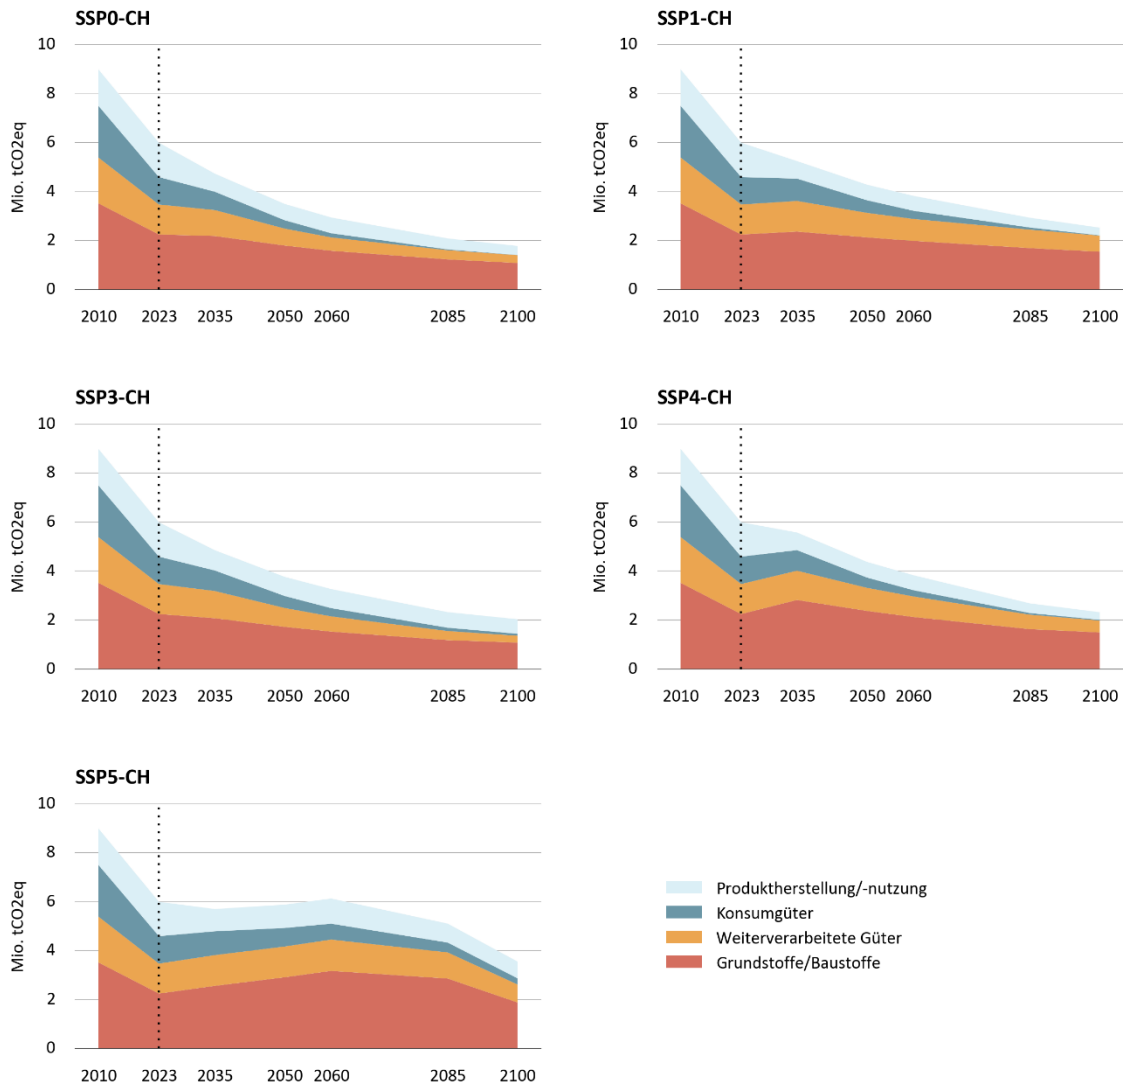 SSP0-CH
Mio. tCO2eq
10
8
6
4
2
0
2010 2023 2035 2050 2060 2085 2100
SSP1-CH
Mio. tCO2eq
10
8
6
4
2
0
2010 2023 2035 2050 2060 2085 2100
SSP3-CH
Mio. tCO2eq
10
8
6
4
2
0
2010 2023 2035 2050 2060 2085 2100
SSP4-CH
Mio. tCO2eq
10
8
6
4
2
0
2010 2023 2035 2050 2060 2085 2100
SSP5-CH
Mio. tCO2eq
10
8
6
4
2
0
2010 2023 2035 2050 2060 2085 2100
Produktherstellung/-nutzung
Konsumgüter
Weiterverarbeitete Güter
Grundstoffe/Baustoffe